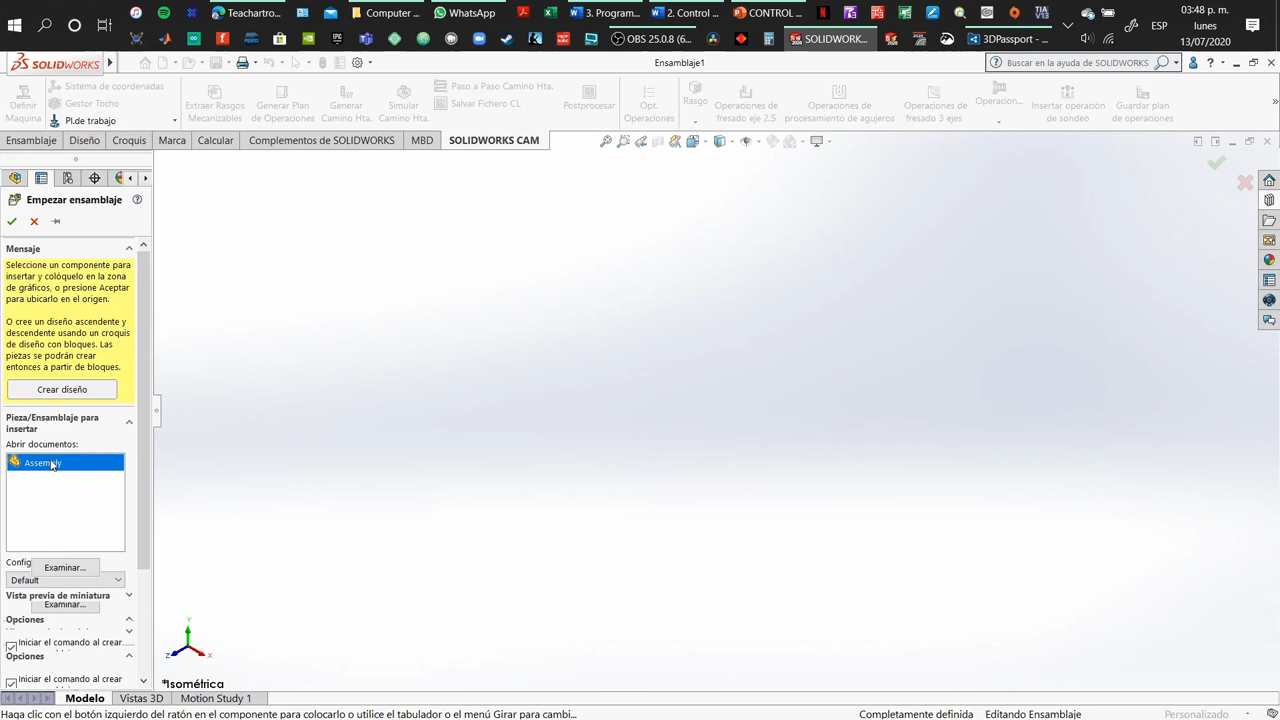 Teachartro...
Computer ...
WhatsApp
3. Program...
2. Control ...
CONTROL ...
TIA V13
ESP
03:48 p. m.
lunes
13/07/2020
OBS 25.0.8 (6...
SOLIDWORK...
3DPassport - ...
SOLIDWORKS
Ensamblaje1
Buscar en la ayuda de SOLIDWORKS
Definir Maquina
Sistema de coordenadas
Gestor Tocho
Pl.de trabajo
Extraer Rasgos Mecanizables
Generar Plan de Operaciones
Generar Camino Hta.
Simular Camino Hta.
Paso a Paso Camino Hta.
Salvar Fichero CL
Postprocesar
Opt. Operaciones
Rasgo
Operaciones de fresado eje 2,5
Operaciones de procesamiento de agujeros
Operaciones de fresado 3 ejes
Operacion...
Insertar operación de sondeo
Guardar plan de operaciones
Ensamblaje
Diseño
Croquis
Marca
Calcular
Complementos de SOLIDWORKS
MBD
SOLIDWORKS CAM
Empezar ensamblaje
Mensaje
Seleccione un componente para
insertar y colóquelo en la zona
de gráficos, o presione Aceptar
para ubicarlo en el origen.
O cree un diseño ascendente y
descendente usando un croquis
de diseño con bloques. Las
piezas se podrán crear
entonces a partir de bloques.
Crear diseño
Pieza/Ensamblaje para
insertar
Abrir documentos:
Assembly
Config
Examinar...
Default
Vista previa de miniatura
Examinar...
Opciones
Iniciar el comando al crear
Opciones
Iniciar el comando al crear
Y
Z
X
*Isométrica
Modelo
Vistas 3D
Motion Study 1
Haga clic con el botón izquierdo del ratón en el componente para colocarlo o utilice el tabulador o el menú Girar para cambi...
Completamente definida
Editando Ensamblaje
Personalizado